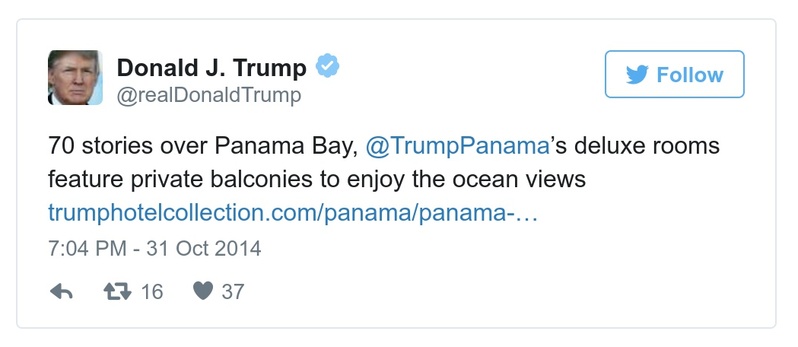 Donald J. Trump
@realDonaldTrump
Follow
70 stories over Panama Bay, @TrumpPanama’s deluxe rooms
feature private balconies to enjoy the ocean views
trumphotelcollection.com/panama/panama-…
7:04 PM - 31 Oct 2014
16 37